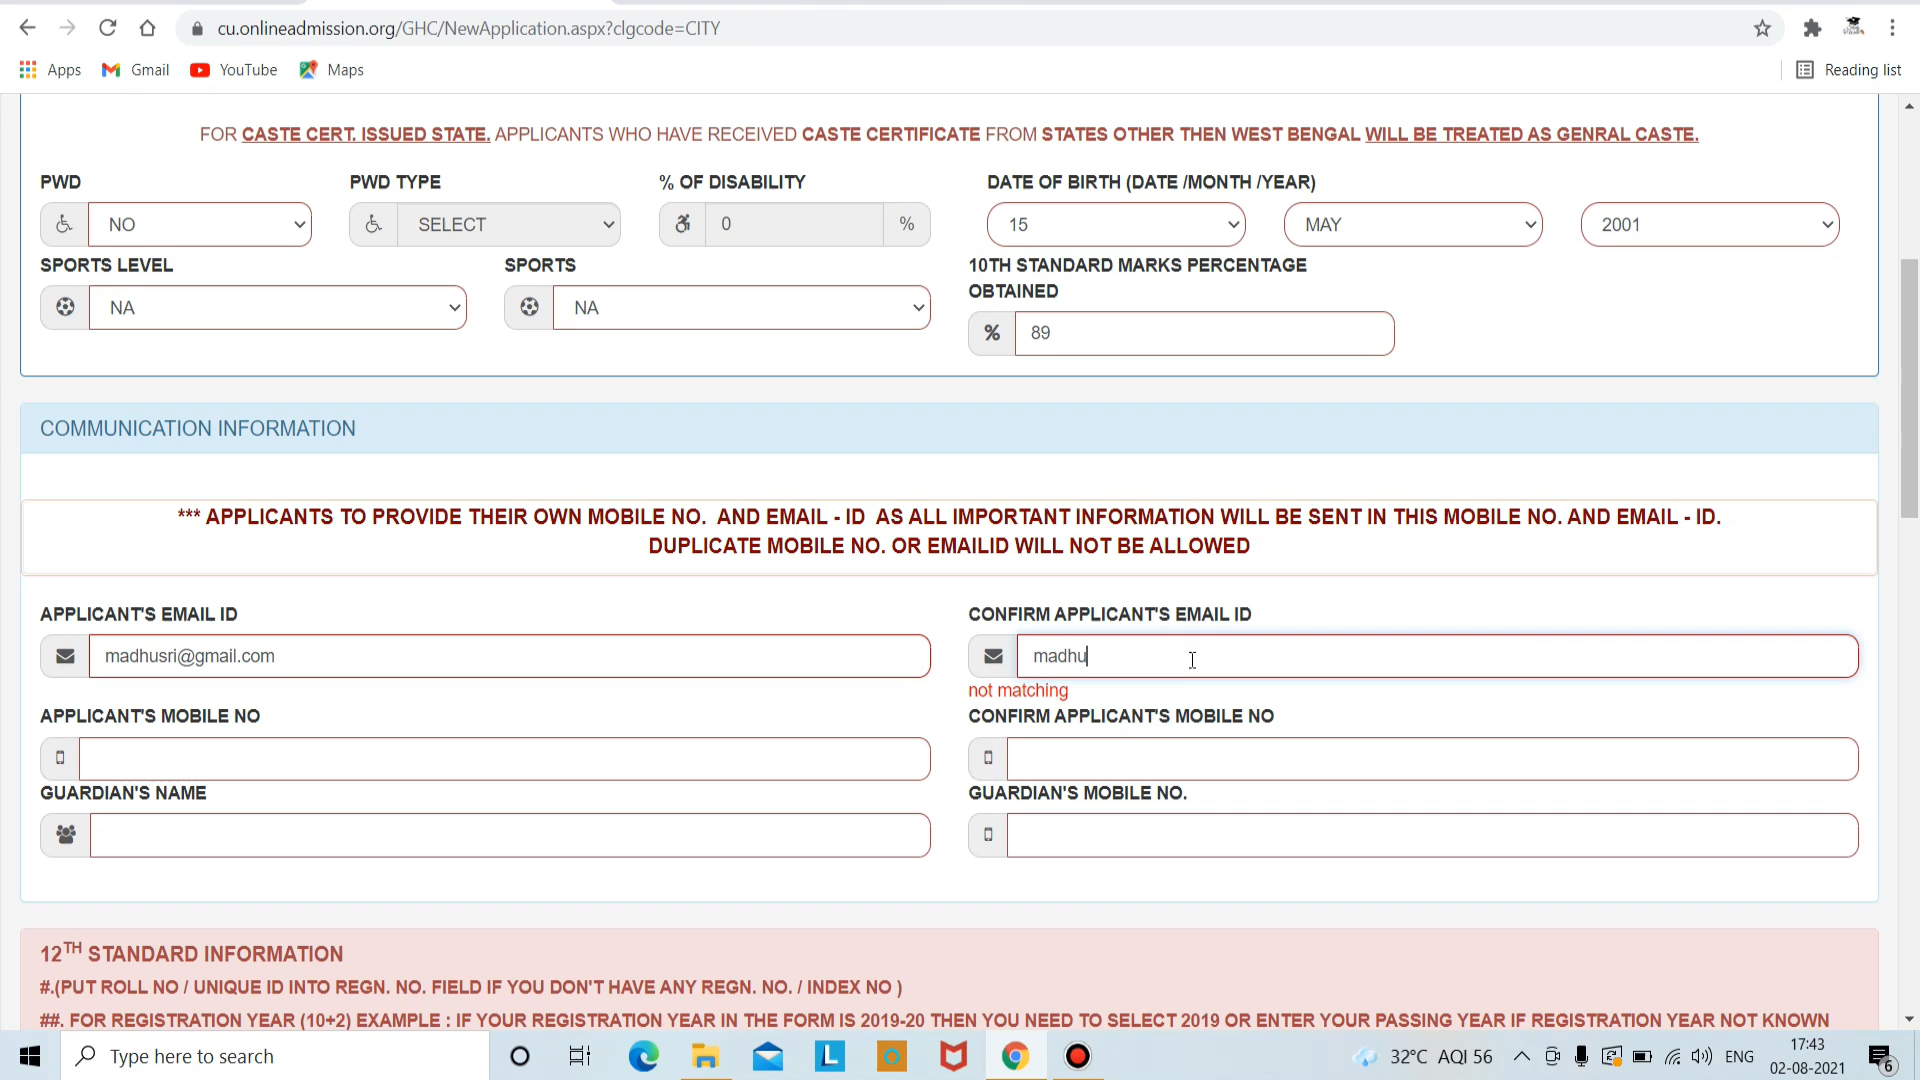 cu.onlineadmission.org/GHC/NewApplication.aspx?clgcode=CITY
Apps Gmail YouTube Maps Reading list
FOR CASTE CERT. ISSUED STATE. APPLICANTS WHO HAVE RECEIVED CASTE CERTIFICATE FROM STATES OTHER THEN WEST BENGAL WILL BE TREATED AS GENRAL CASTE.
PWD PWD TYPE % OF DISABILITY DATE OF BIRTH (DATE /MONTH /YEAR)
NO SELECT 0 % 15 MAY 2001
SPORTS LEVEL SPORTS 10TH STANDARD MARKS PERCENTAGE
OBTAINED
NA NA
% 89
COMMUNICATION INFORMATION
*** APPLICANTS TO PROVIDE THEIR OWN MOBILE NO. AND EMAIL - ID AS ALL IMPORTANT INFORMATION WILL BE SENT IN THIS MOBILE NO. AND EMAIL - ID.
DUPLICATE MOBILE NO. OR EMAILID WILL NOT BE ALLOWED
APPLICANT'S EMAIL ID CONFIRM APPLICANT'S EMAIL ID
madhusri@gmail.com madhu
not matching
APPLICANT'S MOBILE NO CONFIRM APPLICANT'S MOBILE NO
GUARDIAN'S NAME GUARDIAN'S MOBILE NO.
12TH STANDARD INFORMATION
#.(PUT ROLL NO / UNIQUE ID INTO REGN. NO. FIELD IF YOU DON'T HAVE ANY REGN. NO. / INDEX NO )
##. FOR REGISTRATION YEAR (10+2) EXAMPLE : IF YOUR REGISTRATION YEAR IN THE FORM IS 2019-20 THEN YOU NEED TO SELECT 2019 OR ENTER YOUR PASSING YEAR IF REGISTRATION YEAR NOT KNOWN
Type here to search L 32°C AQI 56 ENG 17:43
02-08-2021 6